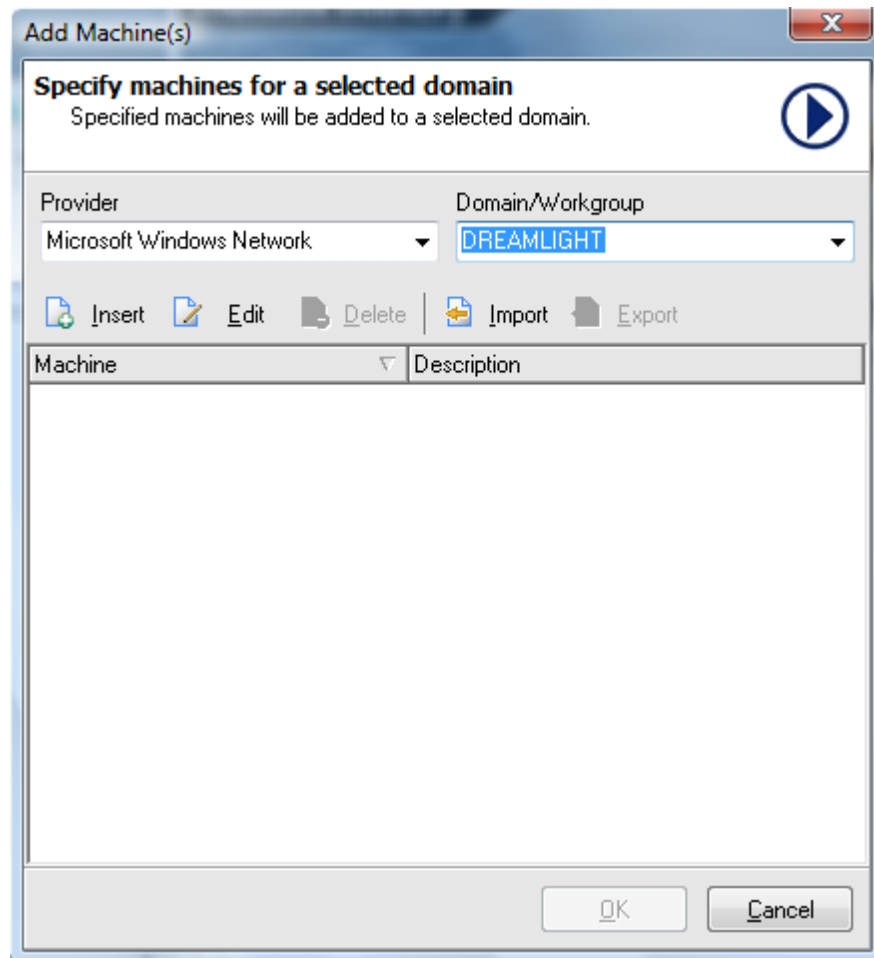 Add Machine(s)
Specify machines for a selected domain
Specified machines will be added to a selected domain.
Provider Domain/Workgroup
Microsoft Windows Network DREAMLIGHT
Insert Edit Delete Import Export
Machine Description
OK Cancel